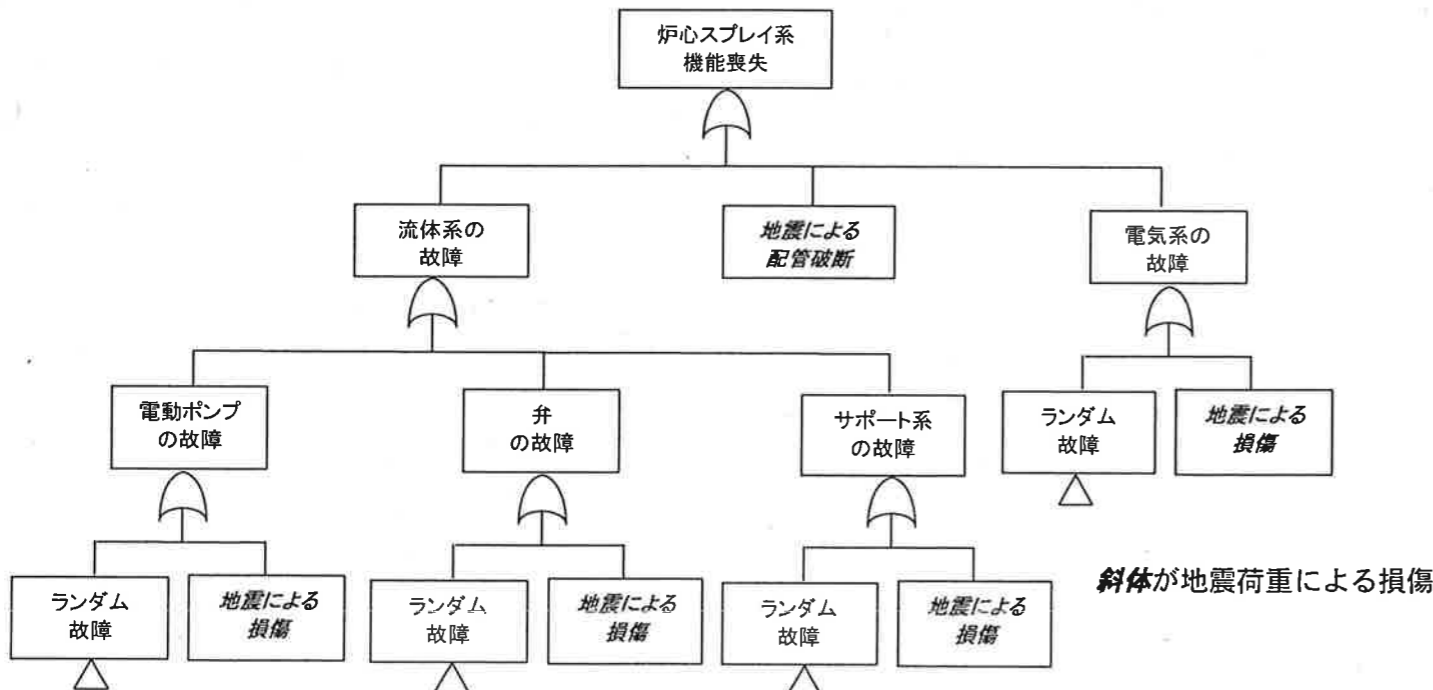 炉心スプレイ系
機能喪失
流体系の
故障
地震による
配管破断
電気系の
故障
電動ポンプ
の故障
弁
の故障
サポート系
の故障
ランダム
故障
地震による
損傷
ランダム
故障
地震による
損傷
ランダム
故障
地震による
損傷
ランダム
故障
地震による
損傷
斜体が地震荷重による損傷